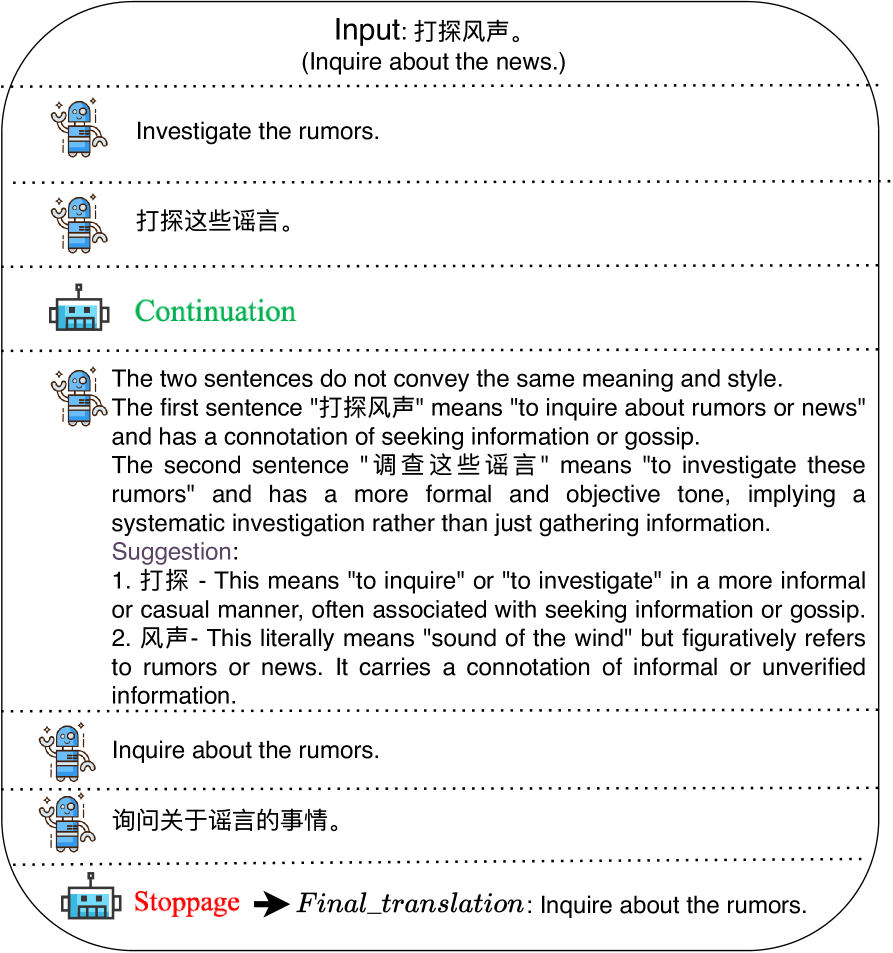 Input: 打探风声。
(Inquire about the news.)
Investigate the rumors.
打探这些谣言。
Continuation
The two sentences do not convey the same meaning and style.
The first sentence "打探风声" means "to inquire about rumors or news"
and has a connotation of seeking information or gossip.
The second sentence "调查这些谣言" means "to investigate these
rumors" and has a more formal and objective tone, implying a
systematic investigation rather than just gathering information.
Suggestion:
1. 打探 - This means "to inquire" or "to investigate" in a more informal
or casual manner, often associated with seeking information or gossip.
2. 风声- This literally means "sound of the wind" but figuratively refers
to rumors or news. It carries a connotation of informal or unverified
information.
Inquire about the rumors.
询问关于谣言的事情。
Stoppage → Final_translation: Inquire about the rumors.